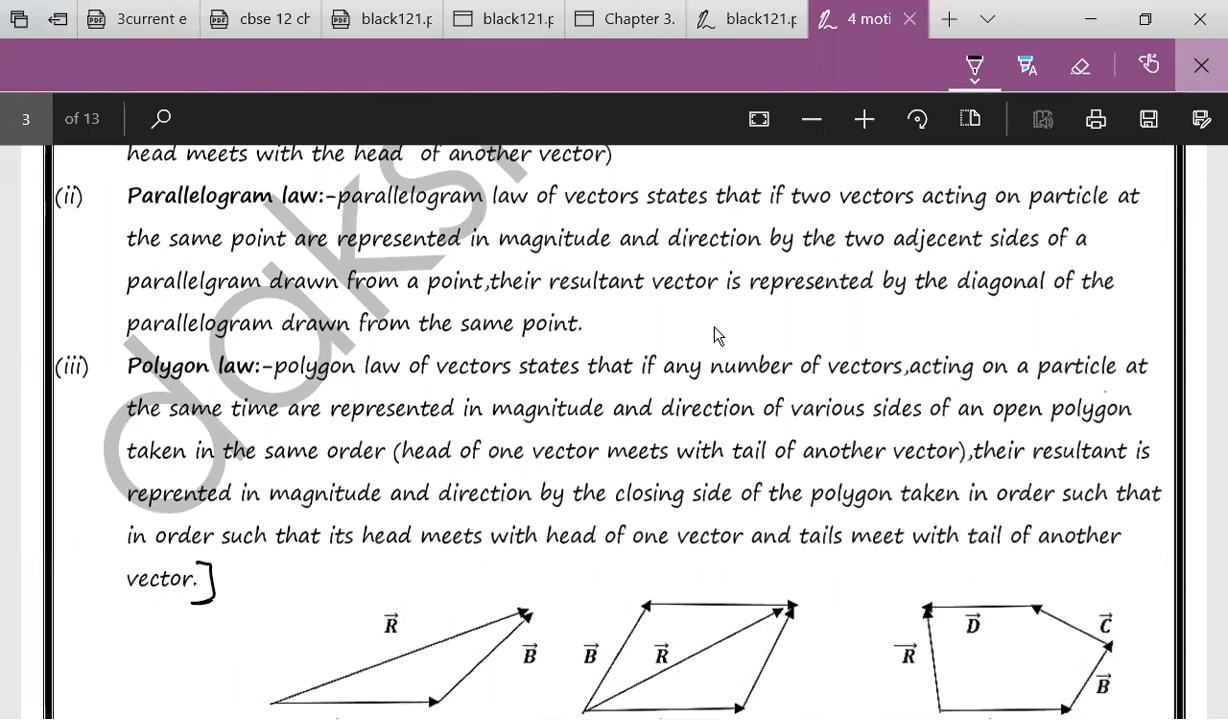 3current e
cbse 12 ch
black121.p
black121.p
Chapter 3.
black121.p
4 moti
3 of 13
head meets with the head of another vector)
(ii) Parallelogram law:-parallelogram law of vectors states that if two vectors acting on particle at
the same point are represented in magnitude and direction by the two adjecent sides of a
parallelgram drawn from a point,their resultant vector is represented by the diagonal of the
parallelogram drawn from the same point.
(iii) Polygon law:-polygon law of vectors states that if any number of vectors,acting on a particle at
the same time are represented in magnitude and direction of various sides of an open polygon
taken in the same order (head of one vector meets with tail of another vector),their resultant is
reprented in magnitude and direction by the closing side of the polygon taken in order such that
in order such that its head meets with head of one vector and tails meet with tail of another
vector.]
R B
B R
D C R B